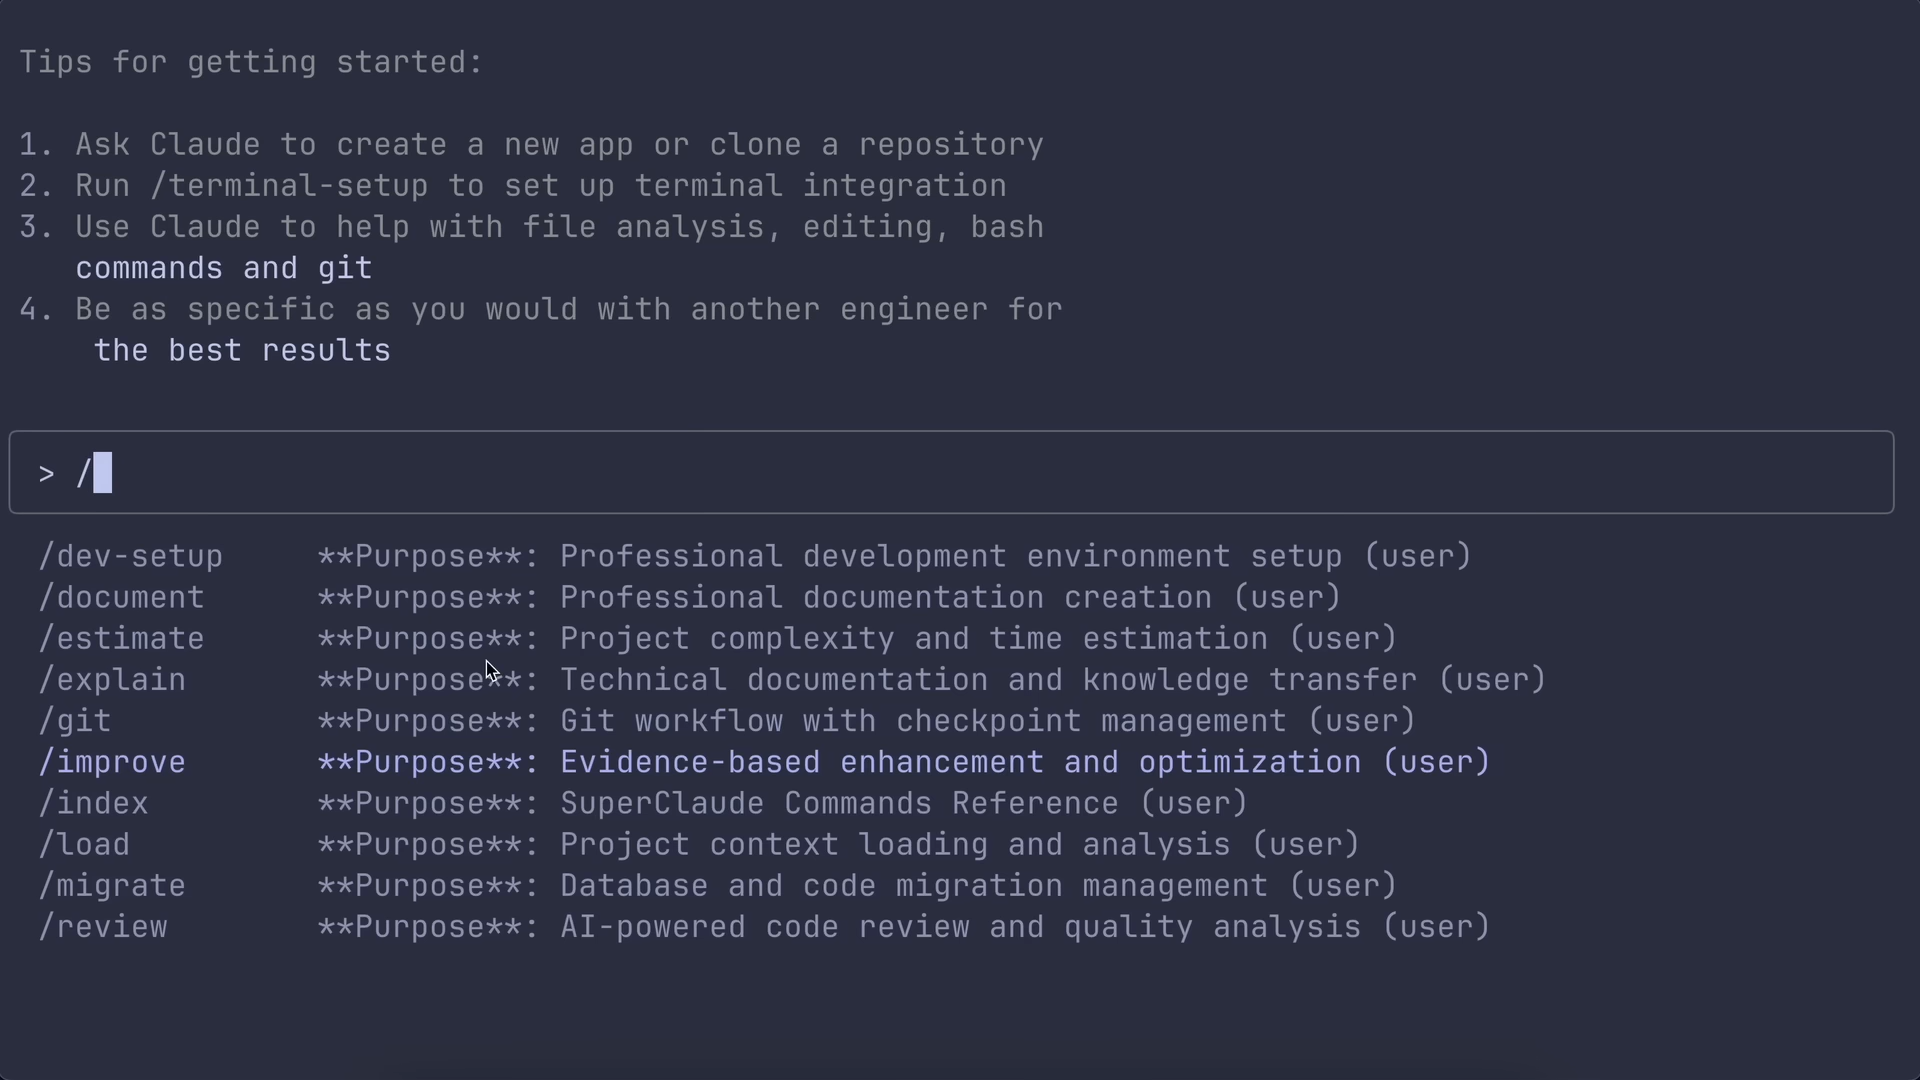 Tips for getting started:
1. Ask Claude to create a new app or clone a repository
2. Run /terminal-setup to set up terminal integration
3. Use Claude to help with file analysis, editing, bash
commands and git
4. Be as specific as you would with another engineer for
the best results
> /
/dev-setup **Purpose**: Professional development environment setup (user)
/document **Purpose**: Professional documentation creation (user)
/estimate **Purpose**: Project complexity and time estimation (user)
/explain **Purpose**: Technical documentation and knowledge transfer (user)
/git **Purpose**: Git workflow with checkpoint management (user)
/improve **Purpose**: Evidence-based enhancement and optimization (user)
/index **Purpose**: SuperClaude Commands Reference (user)
/load **Purpose**: Project context loading and analysis (user)
/migrate **Purpose**: Database and code migration management (user)
/review **Purpose**: AI-powered code review and quality analysis (user)